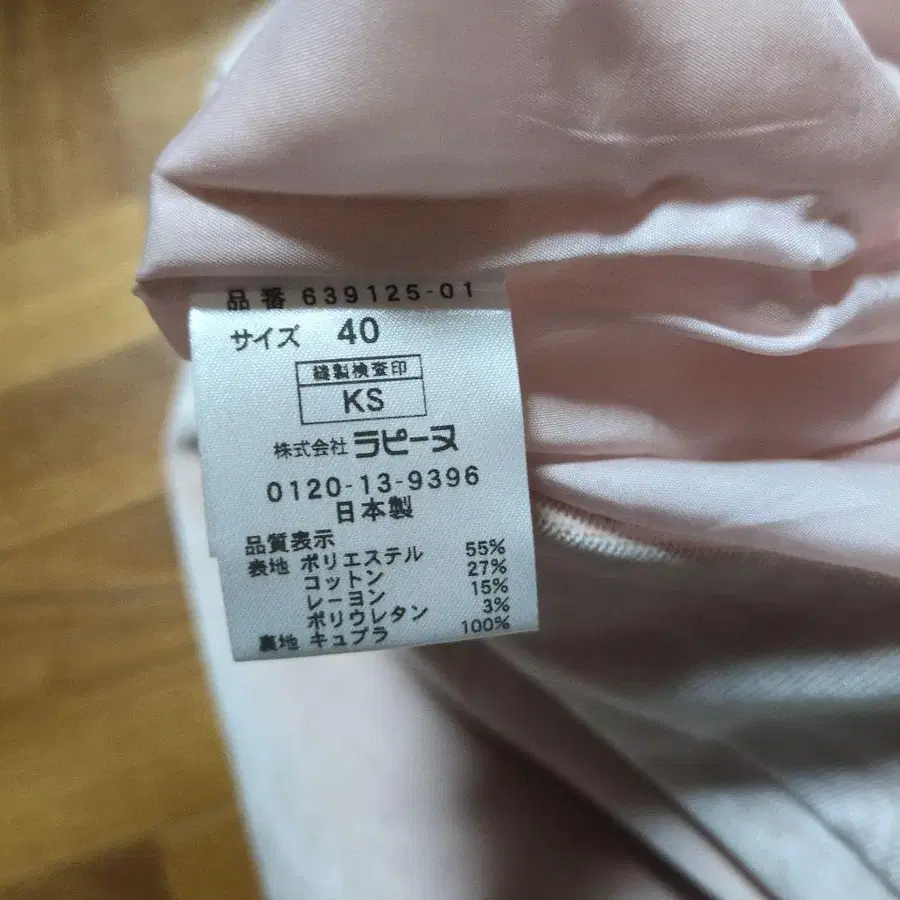 品番 639125-01
サイズ 40
縫製検査印
KS
株式会社 ラピーヌ
0120-13-9396
日本製
品質表示
表地 ポリエステル 55%
コットン 27%
レーヨン 15%
ポリウレタン 3%
裏地 キュプラ 100%